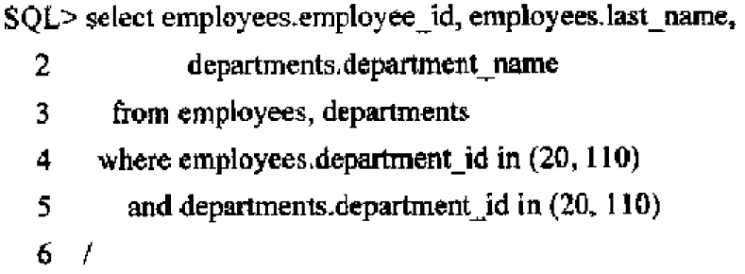 SQL> select employees.employee_id, employees.last_name,
2 departments.department_name
3 from employees, departments
4 where employees.department_id in (20, 110)
5 and departments.department_id in (20, 110)
6 /